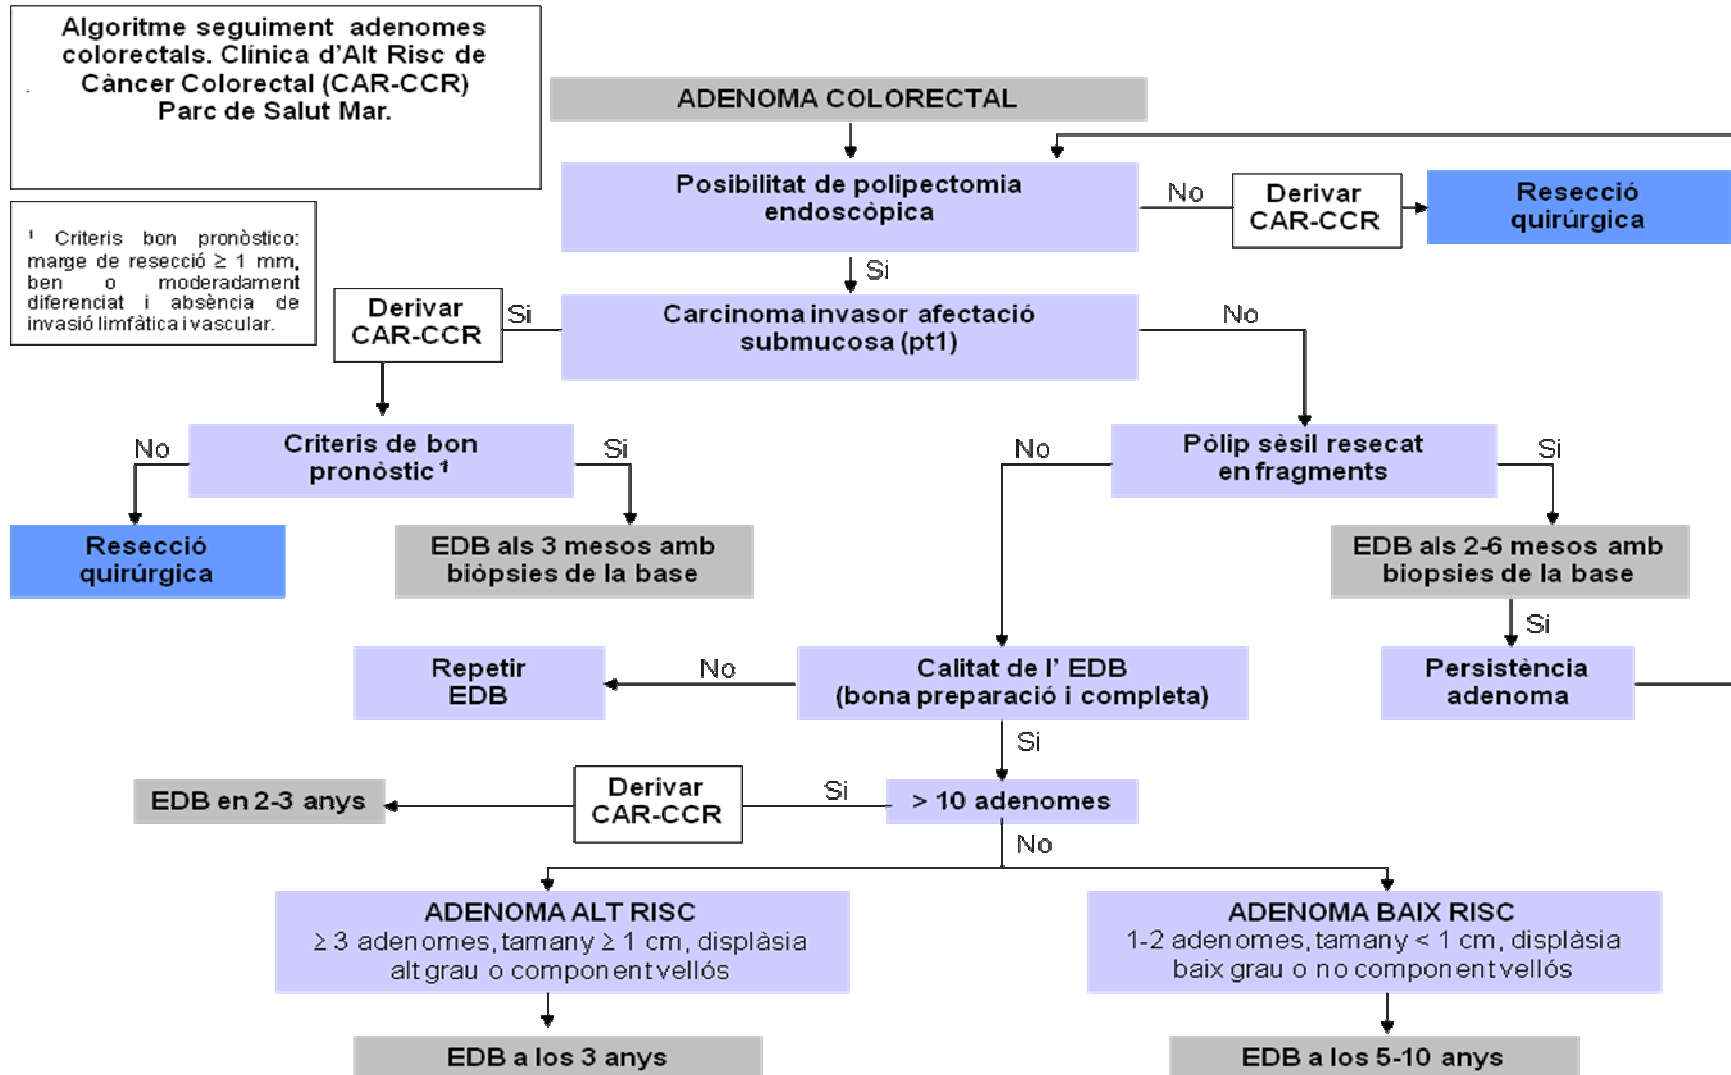 Algoritme seguiment adenomes
colorectals. Clínica d'Alt Risc de
Càncer Colorectal (CAR-CCR)
Parc de Salut Mar.
ADENOMA COLORECTAL
¹ Criteris bon pronòstico:
marge de resecció ≥ 1 mm,
ben o moderadament
diferenciat i absència de
invasió limfàtica i vascular.
Posibilitat de polipectomia
endoscòpica
No
Derivar
CAR-CCR
Resecció
quirúrgica
Si
Derivar
CAR-CCR
Si
Carcinoma invasor afectació
submucosa (pt1)
No
No
Criteris de bon
pronòstic ¹
Si
No
Pòlip sèsil resecat
en fragments
Si
Resecció
quirúrgica
EDB als 3 mesos amb
biòpsies de la base
EDB als 2-6 mesos amb
biopsies de la base
Si
Repetir
EDB
No
Calitat de l' EDB
(bona preparació i completa)
Persistència
adenoma
Si
EDB en 2-3 anys
Derivar
CAR-CCR
Si
> 10 adenomes
No
ADENOMA ALT RISC
≥ 3 adenomes, tamany ≥ 1 cm, displàsia
alt grau o component vellós
ADENOMA BAIX RISC
1-2 adenomes, tamany < 1 cm, displàsia
baix grau o no component vellós
EDB a los 3 anys
EDB a los 5-10 anys